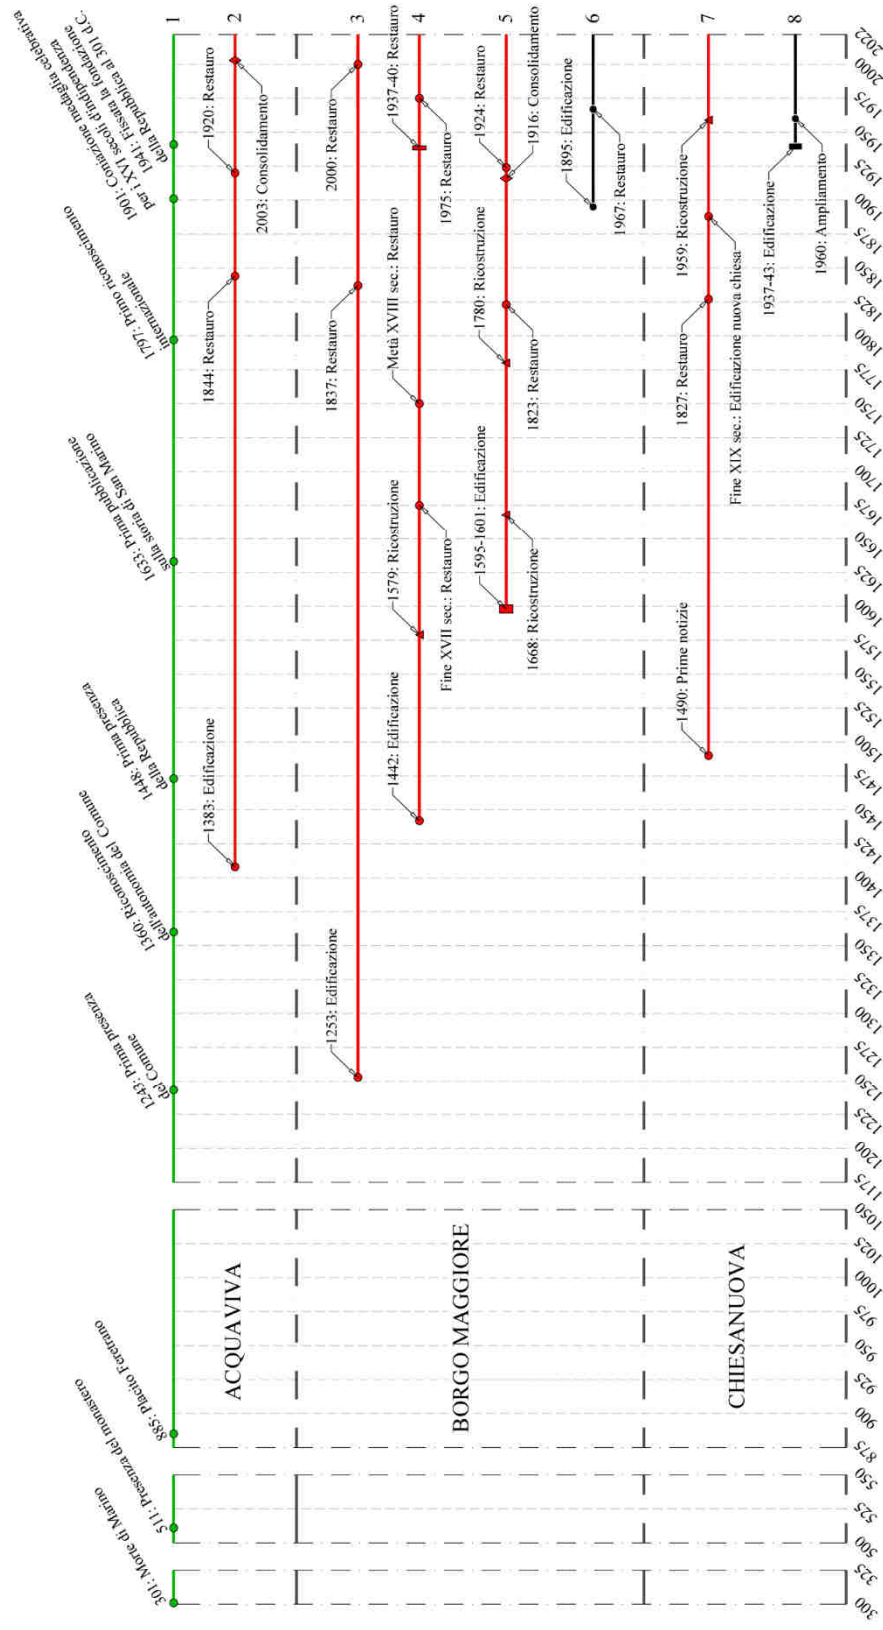 1
2
3
4
5
6
7
8
301: Morte di Marino
511: Presenza del monastero
885: Placito Feretrano
1243: Prima presenza
del Comune
1360: Riconoscimento
dell'autonomia del Comune
1448: Prima presenza
della Repubblica
1633: Prima pubblicazione
sulla storia di San Marino
1797: Primo riconoscimento
internazionale
1901: Coniazione medaglia celebrativa
per i XVI secoli d'indipendenza
1941: Fissata la fondazione
della Repubblica al 301 d.C.
ACQUAVIVA
1383: Edificazione
1844: Restauro
1920: Restauro
2003: Consolidamento
BORGO MAGGIORE
1253: Edificazione
1837: Restauro
2000: Restauro
1442: Edificazione
1579: Ricostruzione
Fine XVII sec.: Restauro
Metà XVIII sec.: Restauro
1937-40: Restauro
1975: Restauro
1595-1601: Edificazione
1668: Ricostruzione
1780: Ricostruzione
1823: Restauro
1924: Restauro
1916: Consolidamento
1895: Edificazione
1967: Restauro
CHIESANUOVA
1490: Prime notizie
1827: Restauro
Fine XIX sec.: Edificazione nuova chiesa
1959: Ricostruzione
1937-43: Edificazione
1960: Ampliamento
300
325
500
525
550
875
900
925
950
975
1000
1025
1050
1175
1200
1225
1250
1275
1300
1325
1350
1375
1400
1425
1450
1475
1500
1525
1550
1575
1600
1625
1650
1675
1700
1725
1750
1775
1800
1825
1850
1875
1900
1925
1950
1975
2000
2022